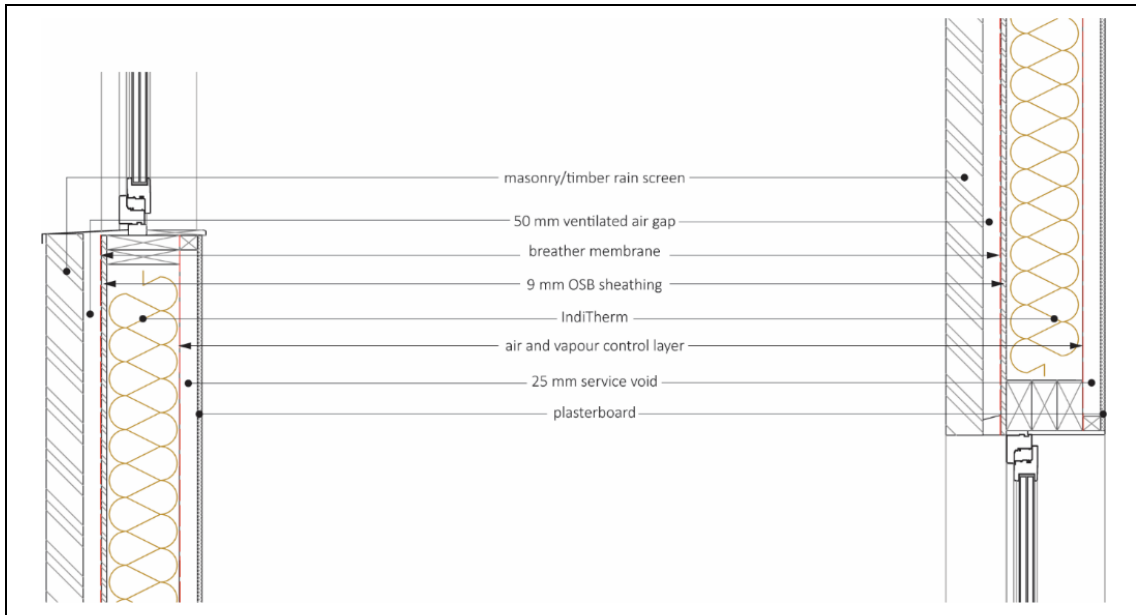 masonry/timber rain screen
50 mm ventilated air gap
breather membrane
9 mm OSB sheathing
IndiTherm
air and vapour control layer
25 mm service void
plasterboard